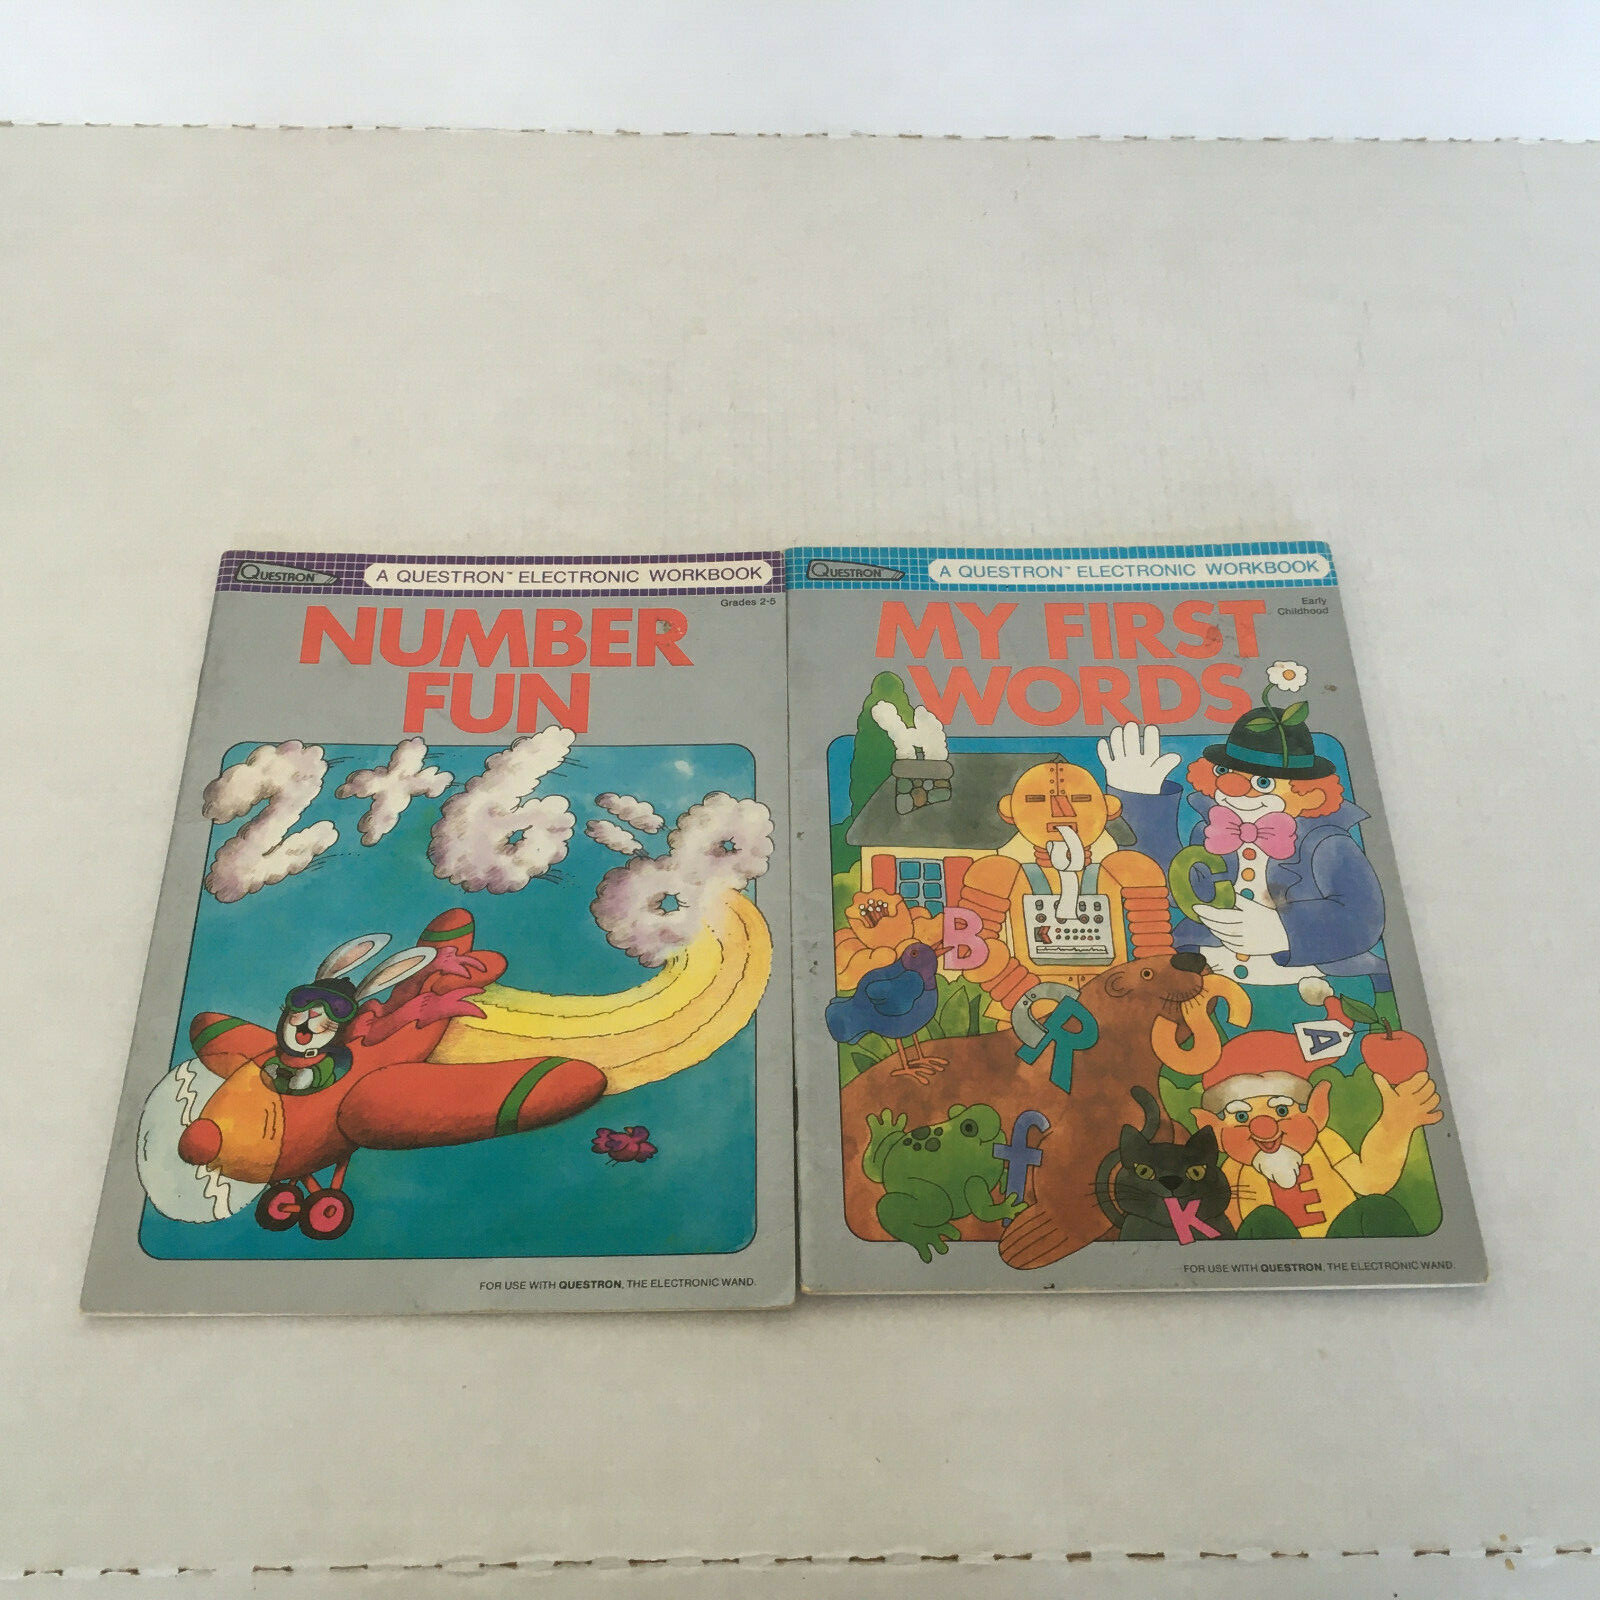 QUESTRON
A QUESTRON™ ELECTRONIC WORKBOOK
Grades 2-5
NUMBER
FUN
2+6=8
GO
FOR USE WITH QUESTRON, THE ELECTRONIC WAND.
QUESTRON
A QUESTRON™ ELECTRONIC WORKBOOK
Early
Childhood
MY FIRST
WORDS
H
C
B
R
S
A
f
K
E
FOR USE WITH QUESTRON, THE ELECTRONIC WAND.